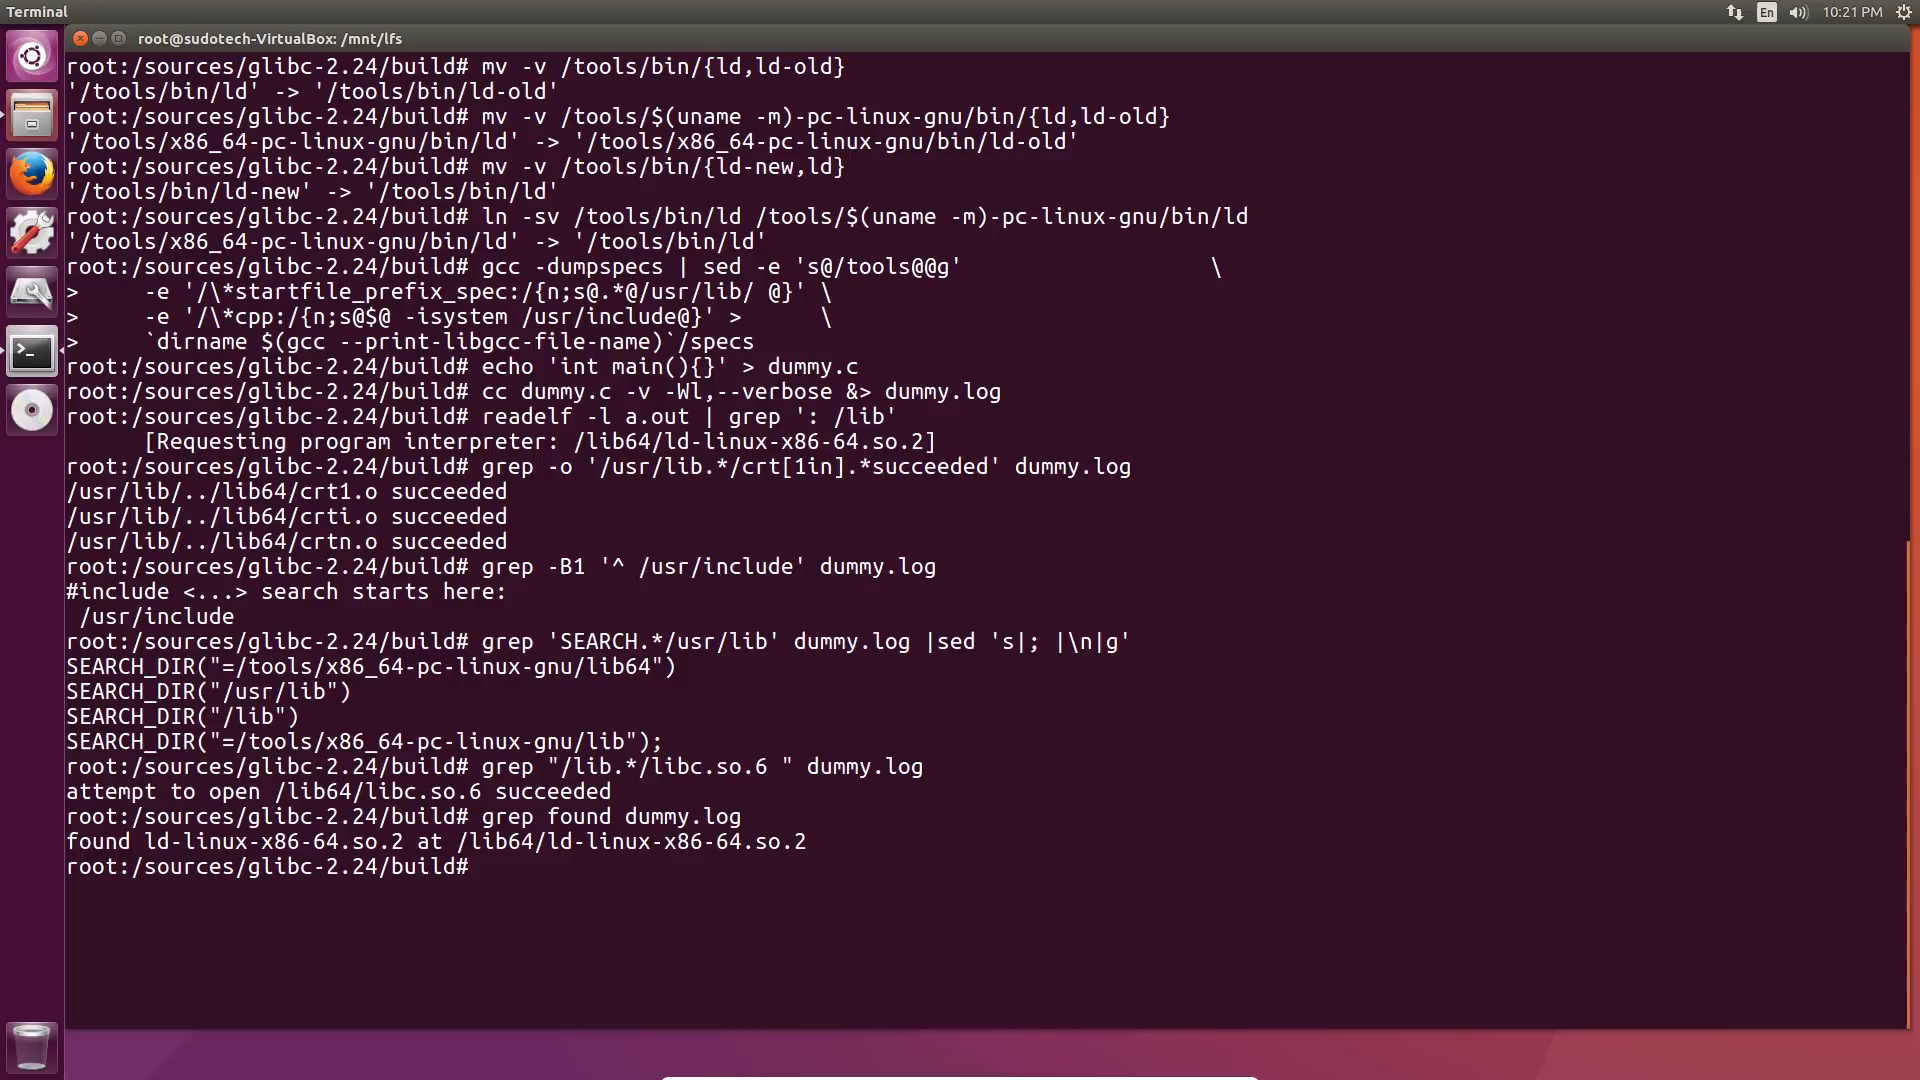 Terminal
En
10:21 PM
root@sudotech-VirtualBox: /mnt/lfs
root:/sources/glibc-2.24/build# mv -v /tools/bin/{ld,ld-old}
'/tools/bin/ld' -> '/tools/bin/ld-old'
root:/sources/glibc-2.24/build# mv -v /tools/$(uname -m)-pc-linux-gnu/bin/{ld,ld-old}
'/tools/x86_64-pc-linux-gnu/bin/ld' -> '/tools/x86_64-pc-linux-gnu/bin/ld-old'
root:/sources/glibc-2.24/build# mv -v /tools/bin/{ld-new,ld}
'/tools/bin/ld-new' -> '/tools/bin/ld'
root:/sources/glibc-2.24/build# ln -sv /tools/bin/ld /tools/$(uname -m)-pc-linux-gnu/bin/ld
'/tools/x86_64-pc-linux-gnu/bin/ld' -> '/tools/bin/ld'
root:/sources/glibc-2.24/build# gcc -dumpspecs | sed -e 's@/tools@@g'                   \
>     -e '/\*startfile_prefix_spec:/{n;s@.*@/usr/lib/ @}' \
>     -e '/\*cpp:/{n;s@$@ -isystem /usr/include@}' >      \
>     `dirname $(gcc --print-libgcc-file-name)`/specs
root:/sources/glibc-2.24/build# echo 'int main(){}' > dummy.c
root:/sources/glibc-2.24/build# cc dummy.c -v -Wl,--verbose &> dummy.log
root:/sources/glibc-2.24/build# readelf -l a.out | grep ': /lib'
      [Requesting program interpreter: /lib64/ld-linux-x86-64.so.2]
root:/sources/glibc-2.24/build# grep -o '/usr/lib.*/crt[1in].*succeeded' dummy.log
/usr/lib/../lib64/crt1.o succeeded
/usr/lib/../lib64/crti.o succeeded
/usr/lib/../lib64/crtn.o succeeded
root:/sources/glibc-2.24/build# grep -B1 '^ /usr/include' dummy.log
#include <...> search starts here:
 /usr/include
root:/sources/glibc-2.24/build# grep 'SEARCH.*/usr/lib' dummy.log |sed 's|; |\n|g'
SEARCH_DIR("=/tools/x86_64-pc-linux-gnu/lib64")
SEARCH_DIR("/usr/lib")
SEARCH_DIR("/lib")
SEARCH_DIR("=/tools/x86_64-pc-linux-gnu/lib");
root:/sources/glibc-2.24/build# grep "/lib.*/libc.so.6 " dummy.log
attempt to open /lib64/libc.so.6 succeeded
root:/sources/glibc-2.24/build# grep found dummy.log
found ld-linux-x86-64.so.2 at /lib64/ld-linux-x86-64.so.2
root:/sources/glibc-2.24/build#